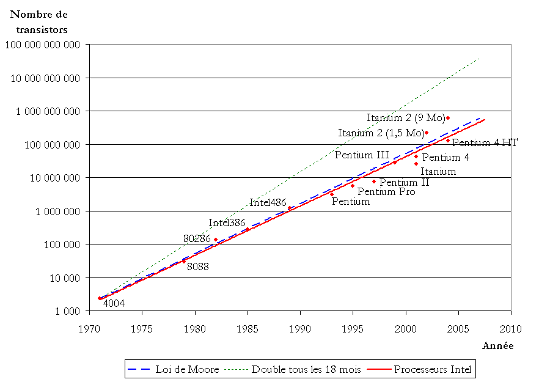 Nombre de
transistors
100 000 000 000
10 000 000 000
1 000 000 000
100 000 000
10 000 000
1 000 000
100 000
10 000
1 000
Itanium 2 (9 Mo)
Itanium 2 (1,5 Mo)
Pentium 4 HT
Pentium III
Pentium 4
Itanium
Pentium II
Pentium Pro
Pentium
Intel486
Intel386
80286
8088
4004
1970 1975 1980 1985 1990 1995 2000 2005 2010
Année
Loi de Moore Double tous les 18 mois Processeurs Intel